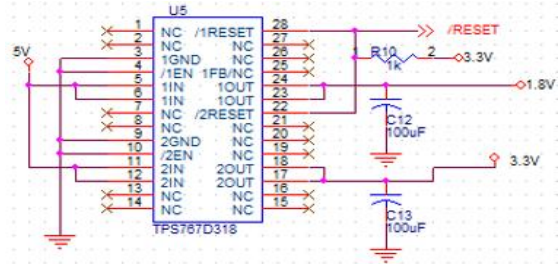 U5
1 NC /1RESET 28 /RESET
2 NC NC 27
5V 3 1GND NC 26 R10 1 2 3.3V
4 /1EN 1FB/NC 25 1k
5 1IN 1OUT 24 1.8V
6 1IN 1OUT 23
7 NC /2RESET 22
8 NC NC 21 C12
9 2GND NC 20 100uF
10 /2EN NC 19
11 2IN 2OUT 18 3.3V
12 2IN 2OUT 17
13 NC NC 16
14 NC NC 15 C13
TPS767D318 100uF